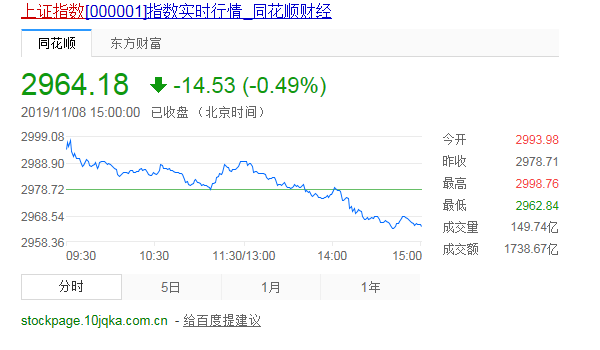 上证指数[000001]指数实时行情_同花顺财经
同花顺 东方财富
2964.18 -14.53 (-0.49%)
2019/11/08 15:00:00 已收盘 （北京时间）
2999.08
2988.90
2978.72
2968.54
2958.36
09:30 10:30 11:30/13:00 14:00 15:00
今开 2993.98
昨收 2978.71
最高 2998.76
最低 2962.84
成交量 149.74亿
成交额 1738.67亿
分时 5日 1月 1年
stockpage.10jqka.com.cn - 给百度提建议